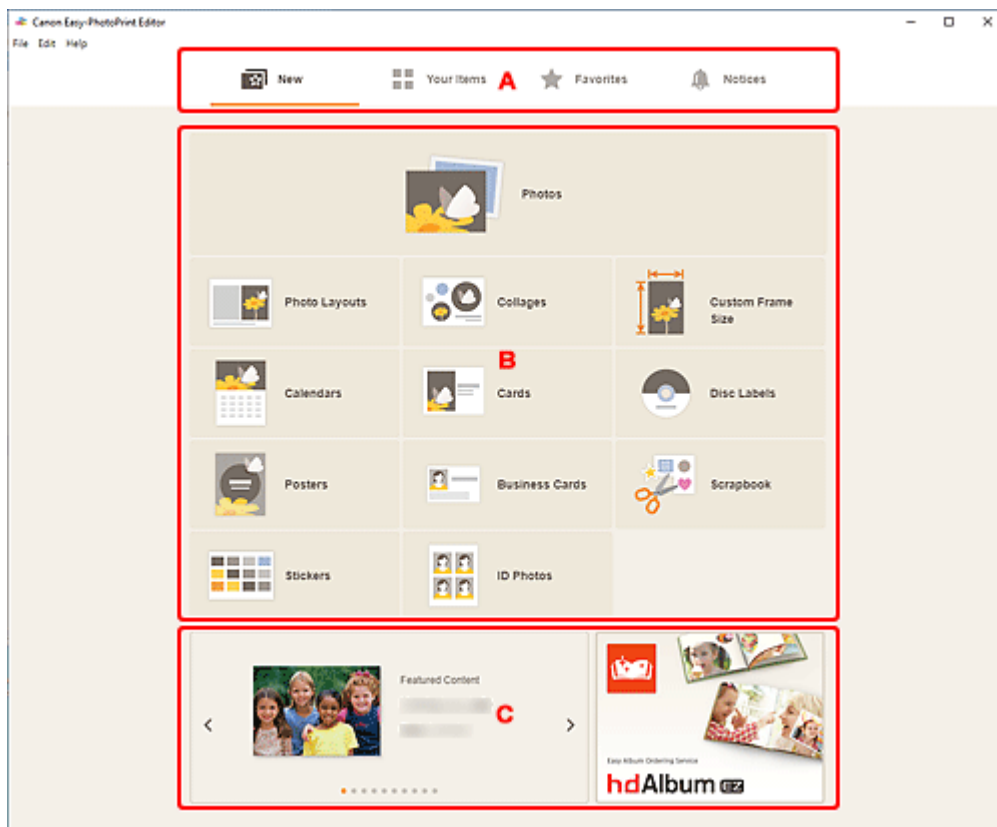 Canon Easy-PhotoPrint Editor
File Edit Help
New Your Items A Favorites Notices
Photos
Photo Layouts Collages Custom Frame
Size
B
Calendars Cards Disc Labels
Posters Business Cards Scrapbook
Stickers ID Photos
Featured Content
C
Easy Album Ordering Service
hdAlbum EZ